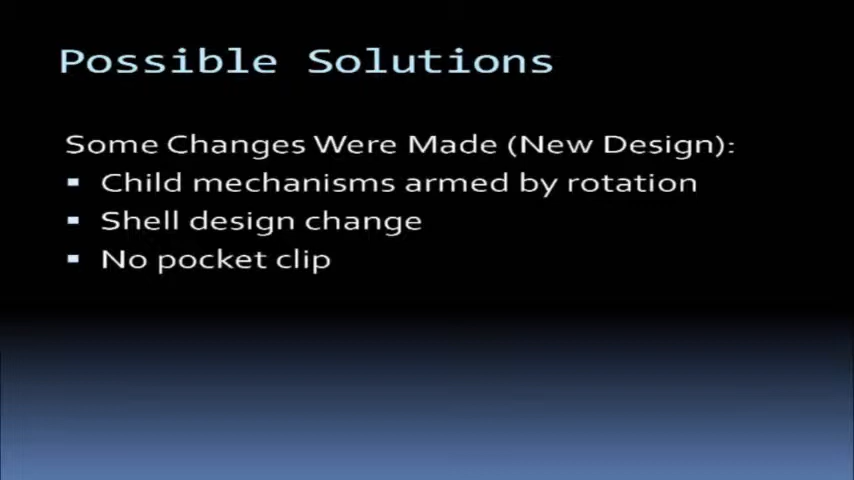 Possible Solutions
Some Changes Were Made (New Design):
▪ Child mechanisms armed by rotation
▪ Shell design change
▪ No pocket clip